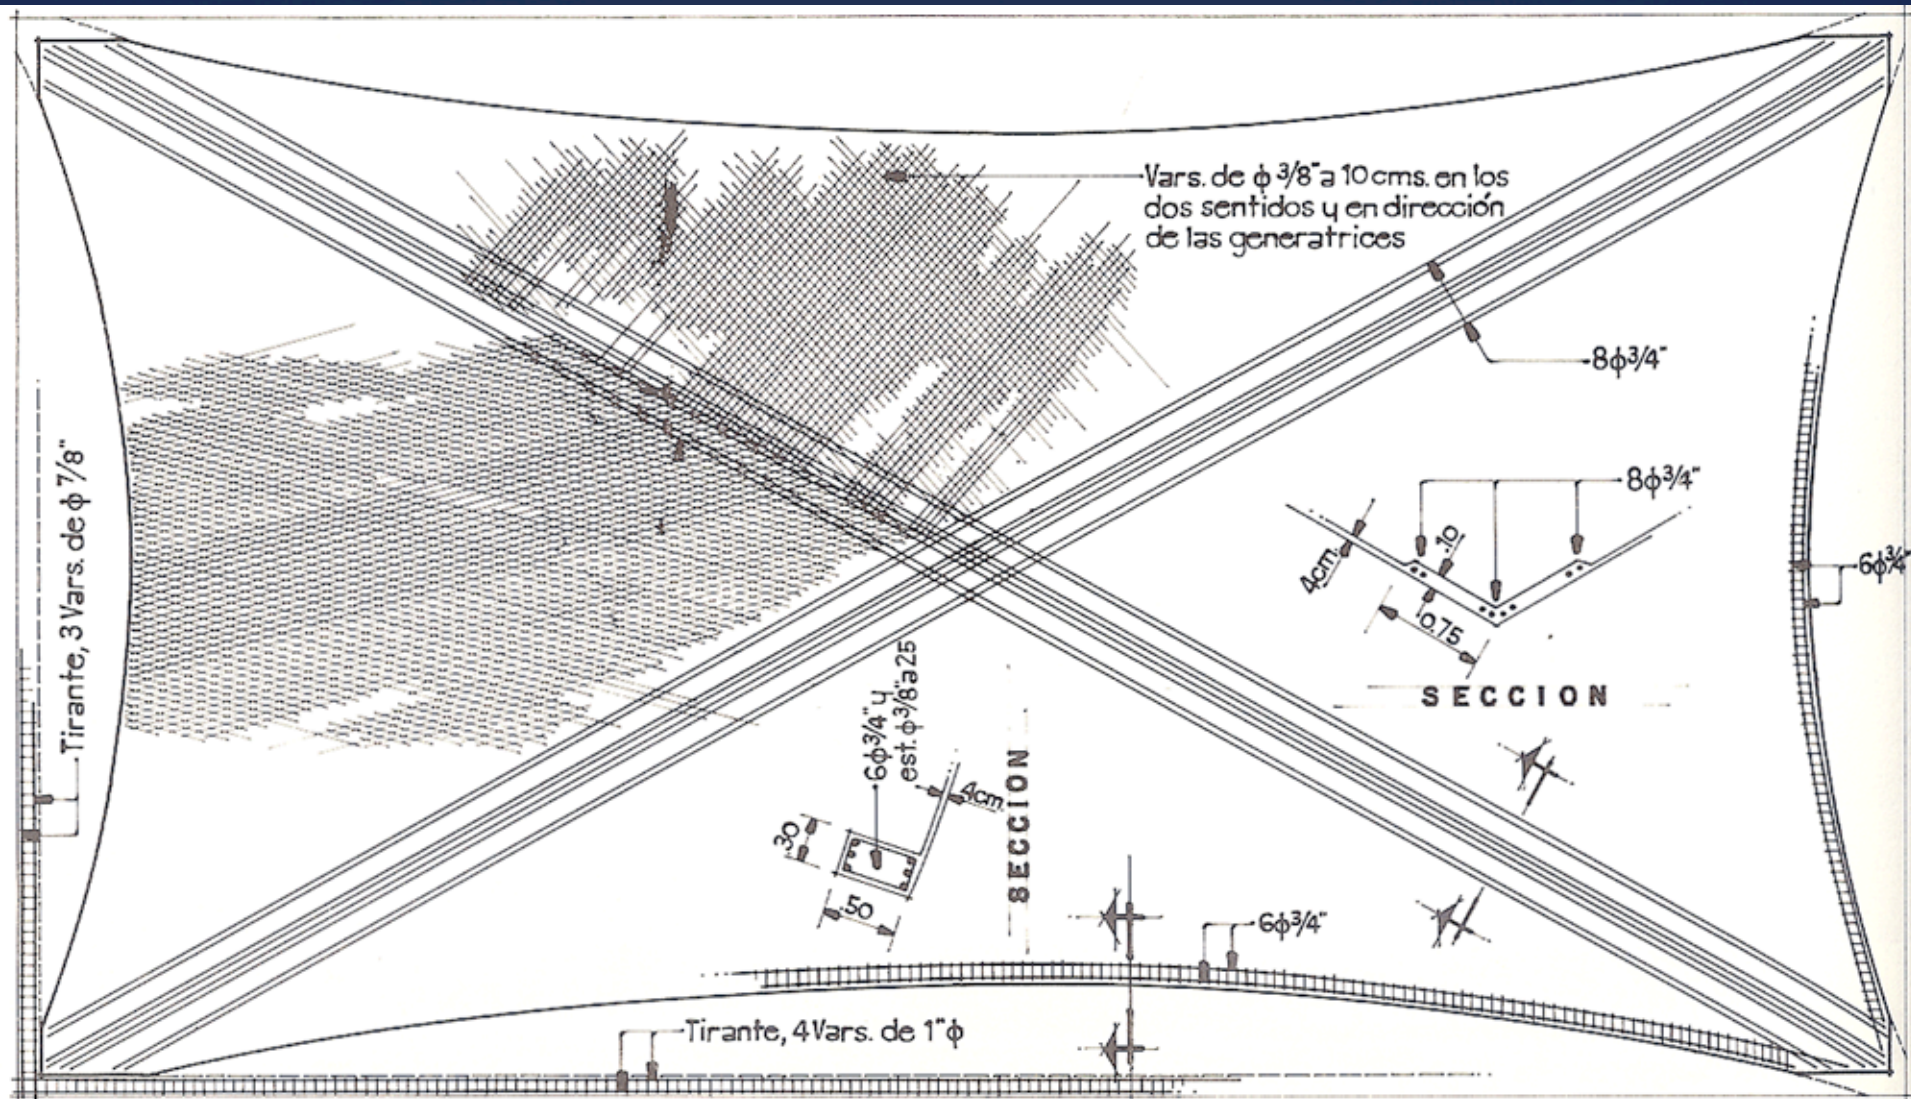 Vars. de ϕ 3/8" a 10 cms. en los
dos sentidos y en dirección
de las generatrices
8ϕ3/4"
8ϕ3/4"
.10
4cm.
0.75
SECCION
6ϕ3/4"
Tirante, 3 Vars. de ϕ 7/8"
6ϕ3/4" y
est. ϕ3/8" a 25
4cm.
.30
.50
SECCION
6ϕ3/4"
Tirante, 4 Vars. de 1" ϕ